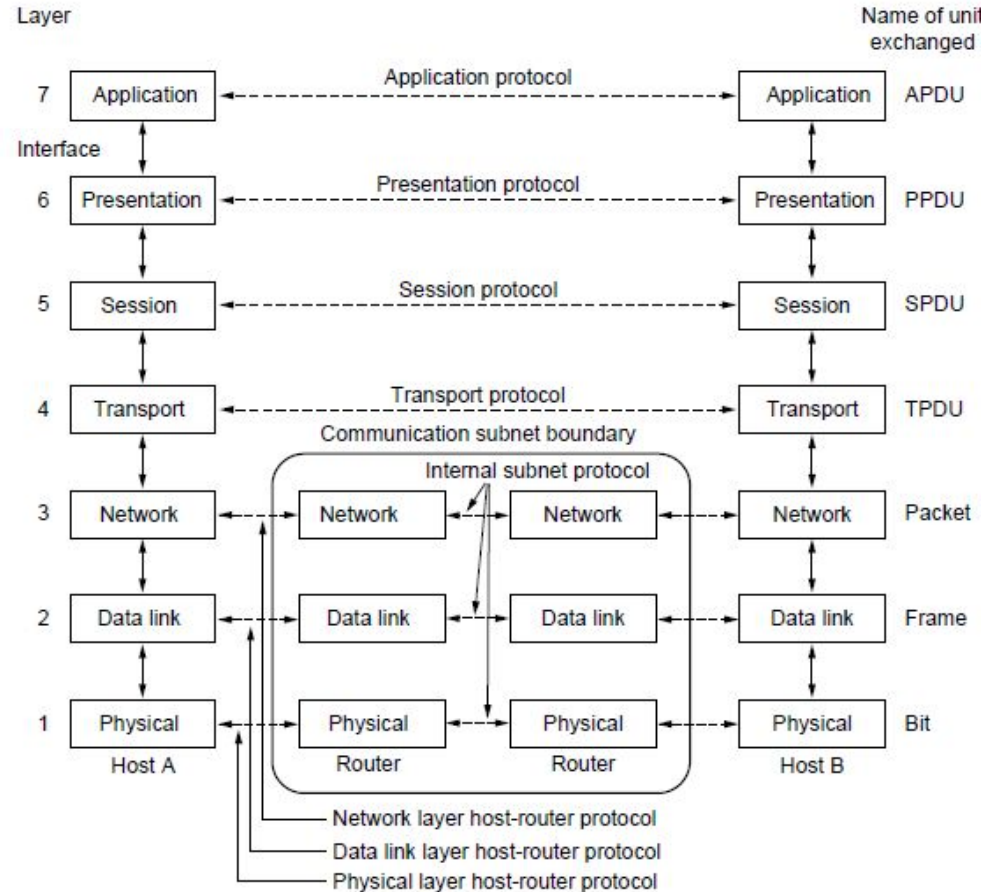 Layer
Name of unit
exchanged
7
Application
Application protocol
Application
APDU
Interface
6
Presentation
Presentation protocol
Presentation
PPDU
5
Session
Session protocol
Session
SPDU
4
Transport
Transport protocol
Transport
TPDU
Communication subnet boundary
Internal subnet protocol
3
Network
Network
Network
Network
Packet
2
Data link
Data link
Data link
Data link
Frame
1
Physical
Physical
Physical
Physical
Bit
Host A
Router
Router
Host B
Network layer host-router protocol
Data link layer host-router protocol
Physical layer host-router protocol